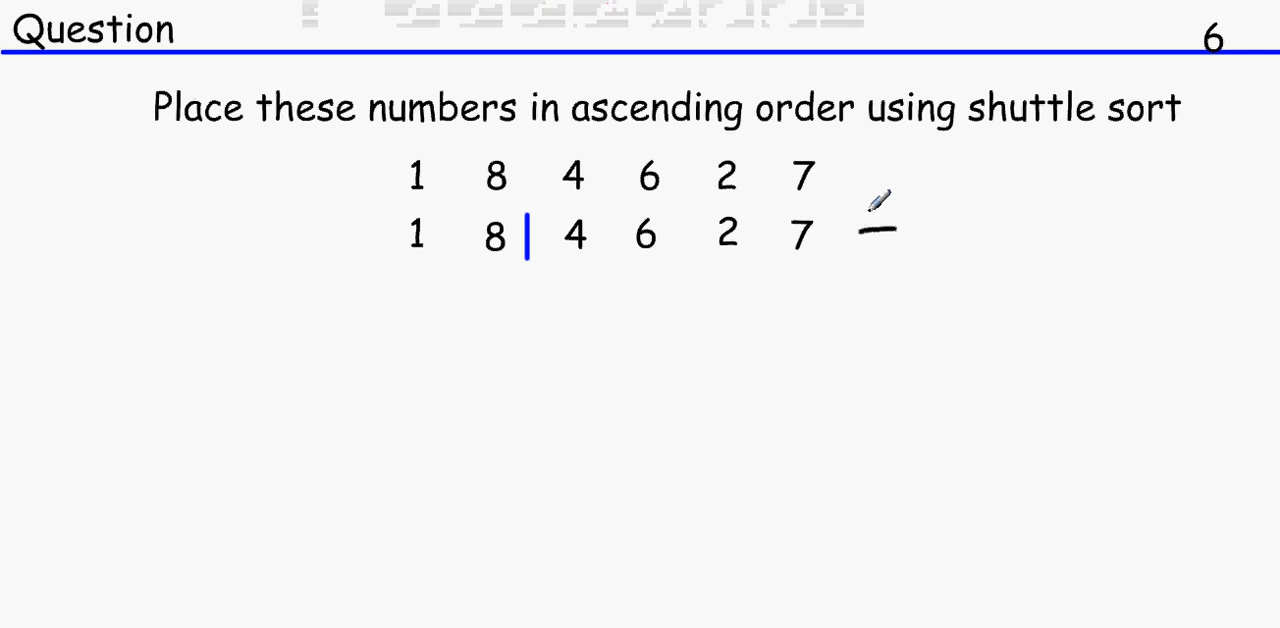 Question 6
Place these numbers in ascending order using shuttle sort
1 8 4 6 2 7
1 8 | 4 6 2 7 —